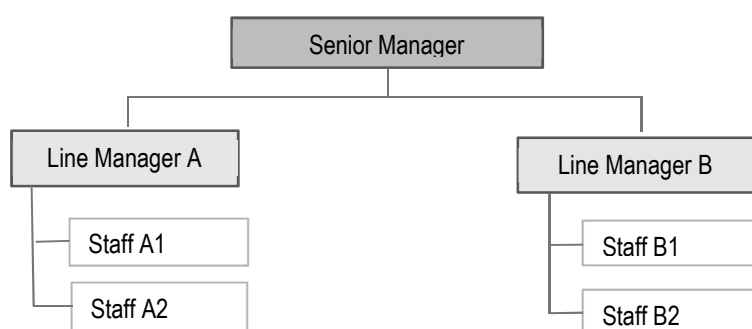 Senior Manager
Line Manager A
Line Manager B
Staff A1
Staff B1
Staff A2
Staff B2